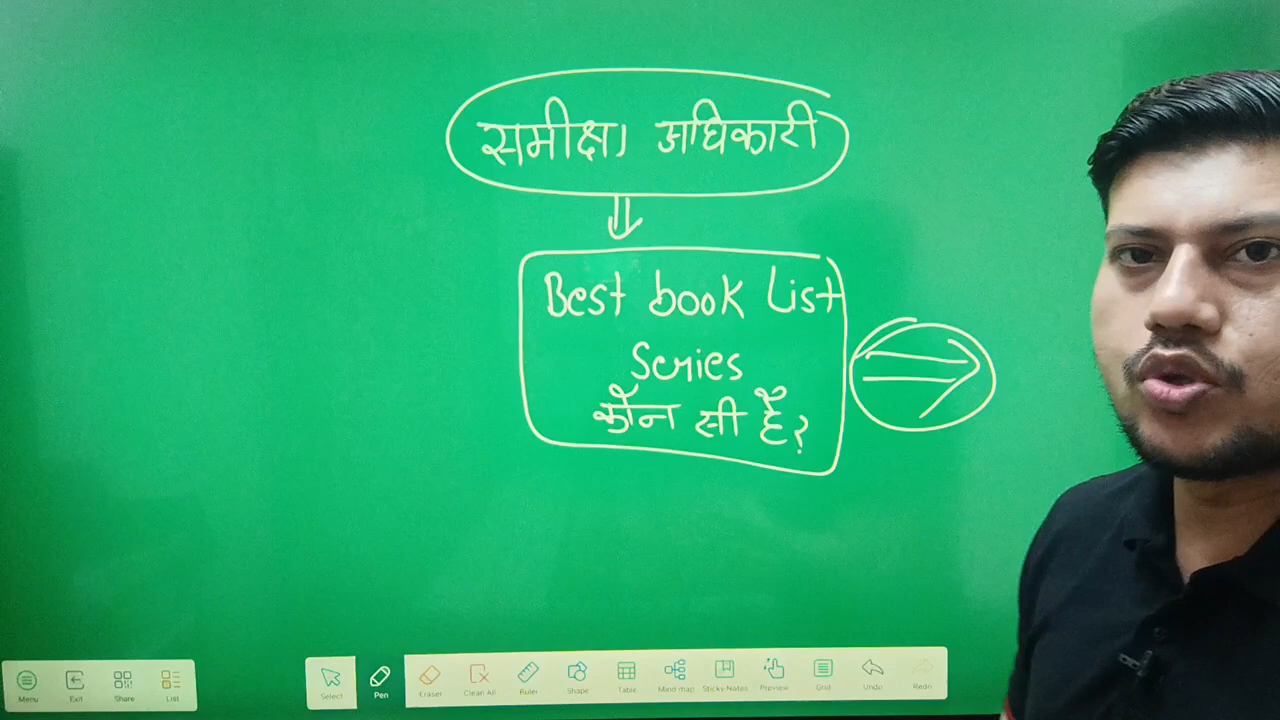 समीक्षा अधिकारी
Best book List
Series
कौन सी है?
Menu
Exit
Share
List
Select
Pen
Eraser
Clean All
Ruler
Shape
Table
Mind map
Sticky Notes
Preview
Grid
Undo
Redo